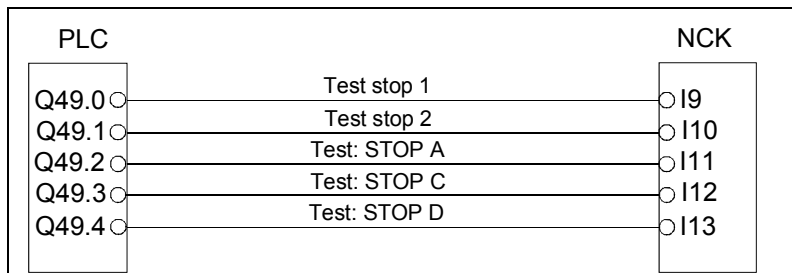 PLC NCK
Q49.0 Test stop 1 I9
Q49.1 Test stop 2 I10
Q49.2 Test: STOP A I11
Q49.3 Test: STOP C I12
Q49.4 Test: STOP D I13